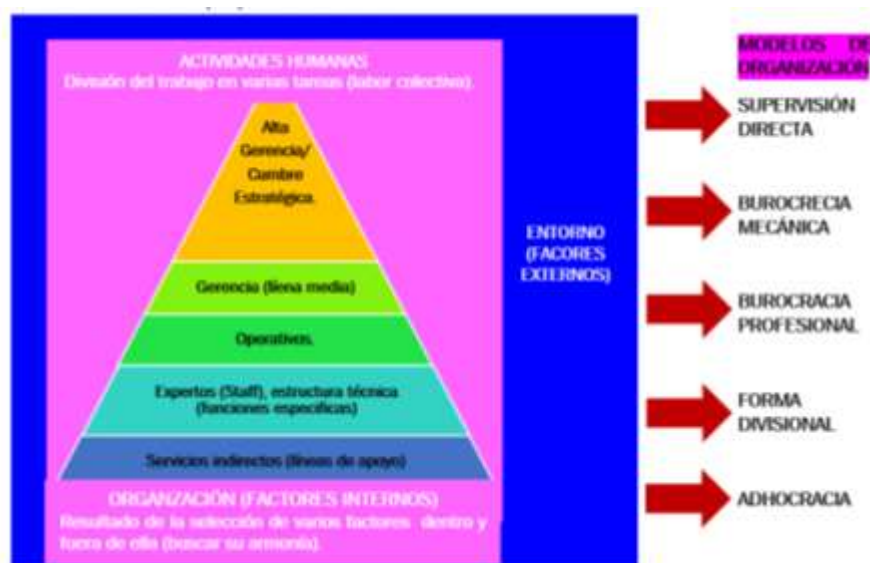 ACTIVIDADES HUMANAS
División del trabajo en varias tareas (labor colectiva).
Alta
Gerencia/
Cumbre
Estratégica.
Gerencia (líena media)
Operativos.
Expertos (Staff), estructura técnica
(funciones especificas)
Servicios indirectos (líneas de apoyo)
ORGANZACIÓN (FACTORES INTERNOS)
Resultado de la selección de varios factores dentro y
fuera de ella (buscar su armonía).
ENTORNO
(FACORES
EXTERNOS)
MODELOS DE
ORGANIZACIÓN
SUPERVISIÓN
DIRECTA
BUROCRECIA
MECÁNICA
BUROCRACIA
PROFESIONAL
FORMA
DIVISIONAL
ADHOCRACIA